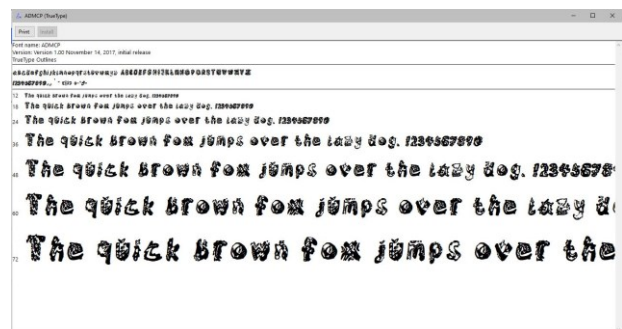 ADMCP (TrueType)
Print Install
Font name: ADMCP
Version: Version 1.00 November 14, 2017, initial release
TrueType Outlines
abcdefghijklmnopqrstuvwxyz ABCDEFGHIJKLMNOPQRSTUVWXYZ
1234567890
12 The quick brown fox jumps over the lazy dog. 1234567890
18 The quick brown fox jumps over the lazy dog. 1234567890
24 The quick brown fox jumps over the lazy dog. 1234567890
36 The quick brown fox jumps over the lazy dog. 1234567890
48 The quick brown fox jumps over the lazy dog. 123456789
60 The quick brown fox jumps over the lazy d
72 The quick brown fox jumps over the